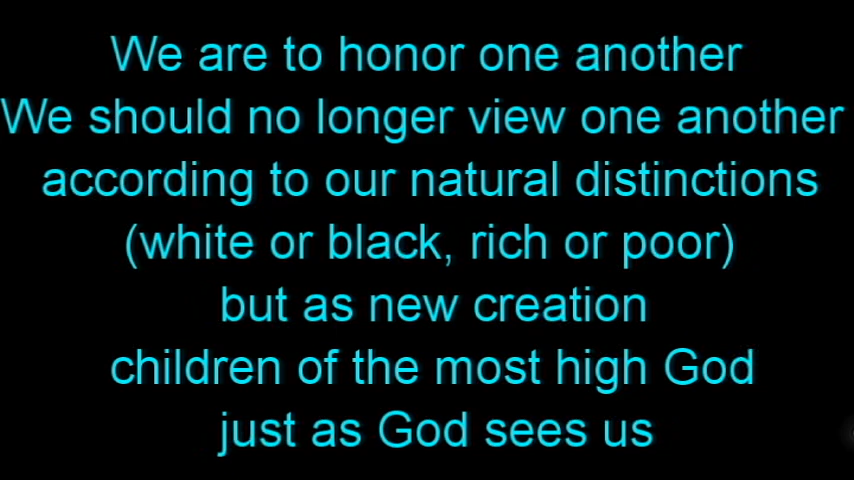 We are to honor one another
We should no longer view one another
according to our natural distinctions
(white or black, rich or poor)
but as new creation
children of the most high God
just as God sees us